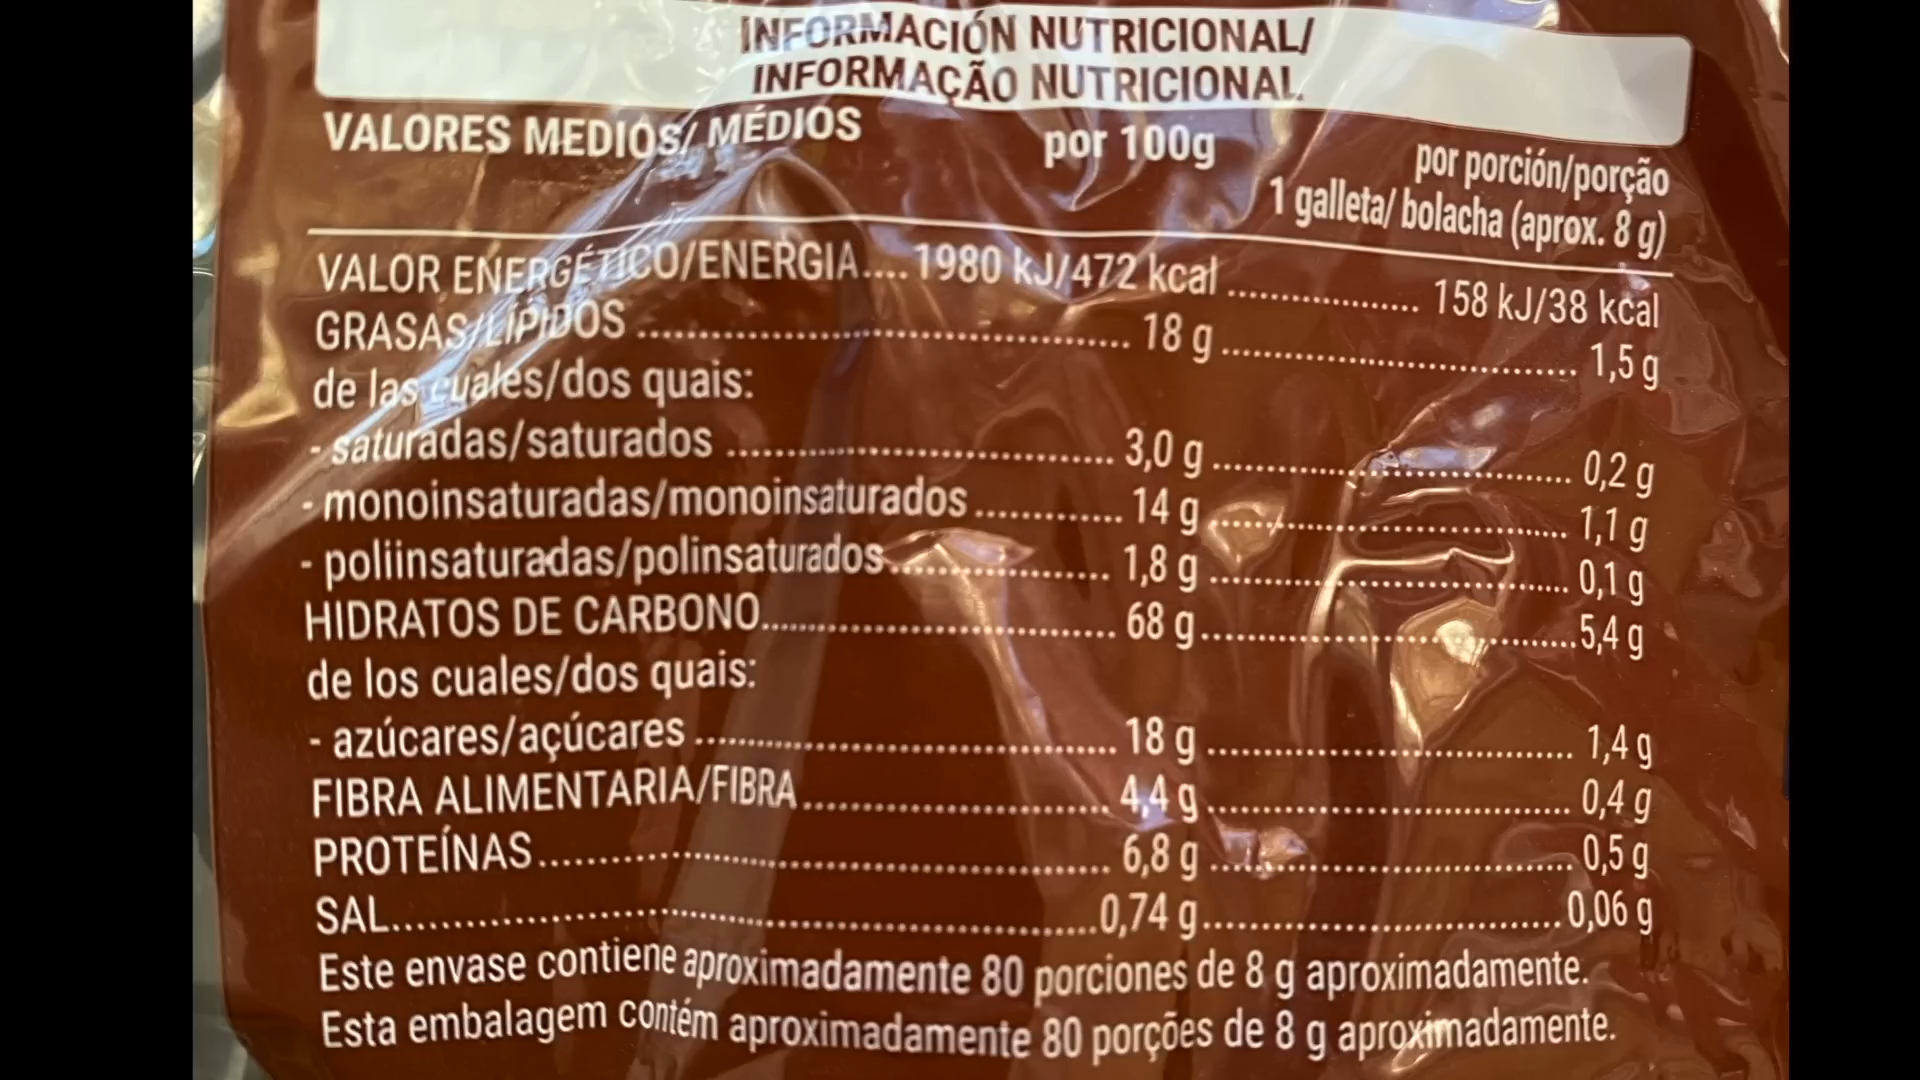 INFORMACIÓN NUTRICIONAL/
INFORMAÇÃO NUTRICIONAL
VALORES MEDIOS/ MÉDIOS por 100g por porción/porção
1 galleta/ bolacha (aprox. 8 g)
VALOR ENERGÉTICO/ENERGIA.... 1980 kJ/472 kcal .................. 158 kJ/38 kcal
GRASAS/LÍPIDOS .......................................... 18 g ................................ 1,5 g
de las cuales/dos quais:
- saturadas/saturados ................................. 3,0 g ................................ 0,2 g
- monoinsaturadas/monoinsaturados ............. 14 g ................................ 1,1 g
- poliinsaturadas/polinsaturados .................. 1,8 g ................................ 0,1 g
HIDRATOS DE CARBONO ............................... 68 g ................................ 5,4 g
de los cuales/dos quais:
- azúcares/açúcares .................................... 18 g ................................ 1,4 g
FIBRA ALIMENTARIA/FIBRA .......................... 4,4 g ................................ 0,4 g
PROTEÍNAS ................................................ 6,8 g ................................ 0,5 g
SAL ........................................................... 0,74 g ................................ 0,06 g
Este envase contiene aproximadamente 80 porciones de 8 g aproximadamente.
Esta embalagem contém aproximadamente 80 porções de 8 g aproximadamente.